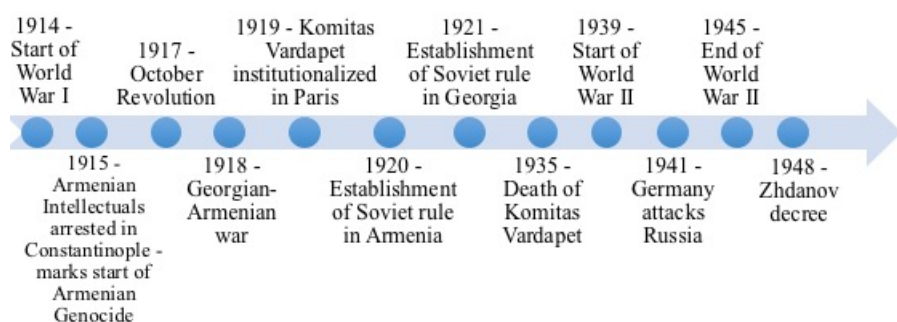 1914 -
Start of
World
War I
1915 -
Armenian
Intellectuals
arrested in
Constantinople -
marks start of
Armenian
Genocide
1917 -
October
Revolution
1918 -
Georgian-
Armenian
war
1919 - Komitas
Vardapet
institutionalized
in Paris
1920 -
Establishment
of Soviet rule
in Armenia
1921 -
Establishment
of Soviet rule
in Georgia
1935 -
Death of
Komitas
Vardapet
1939 -
Start of
World
War II
1941 -
Germany
attacks
Russia
1945 -
End of
World
War II
1948 -
Zhdanov
decree